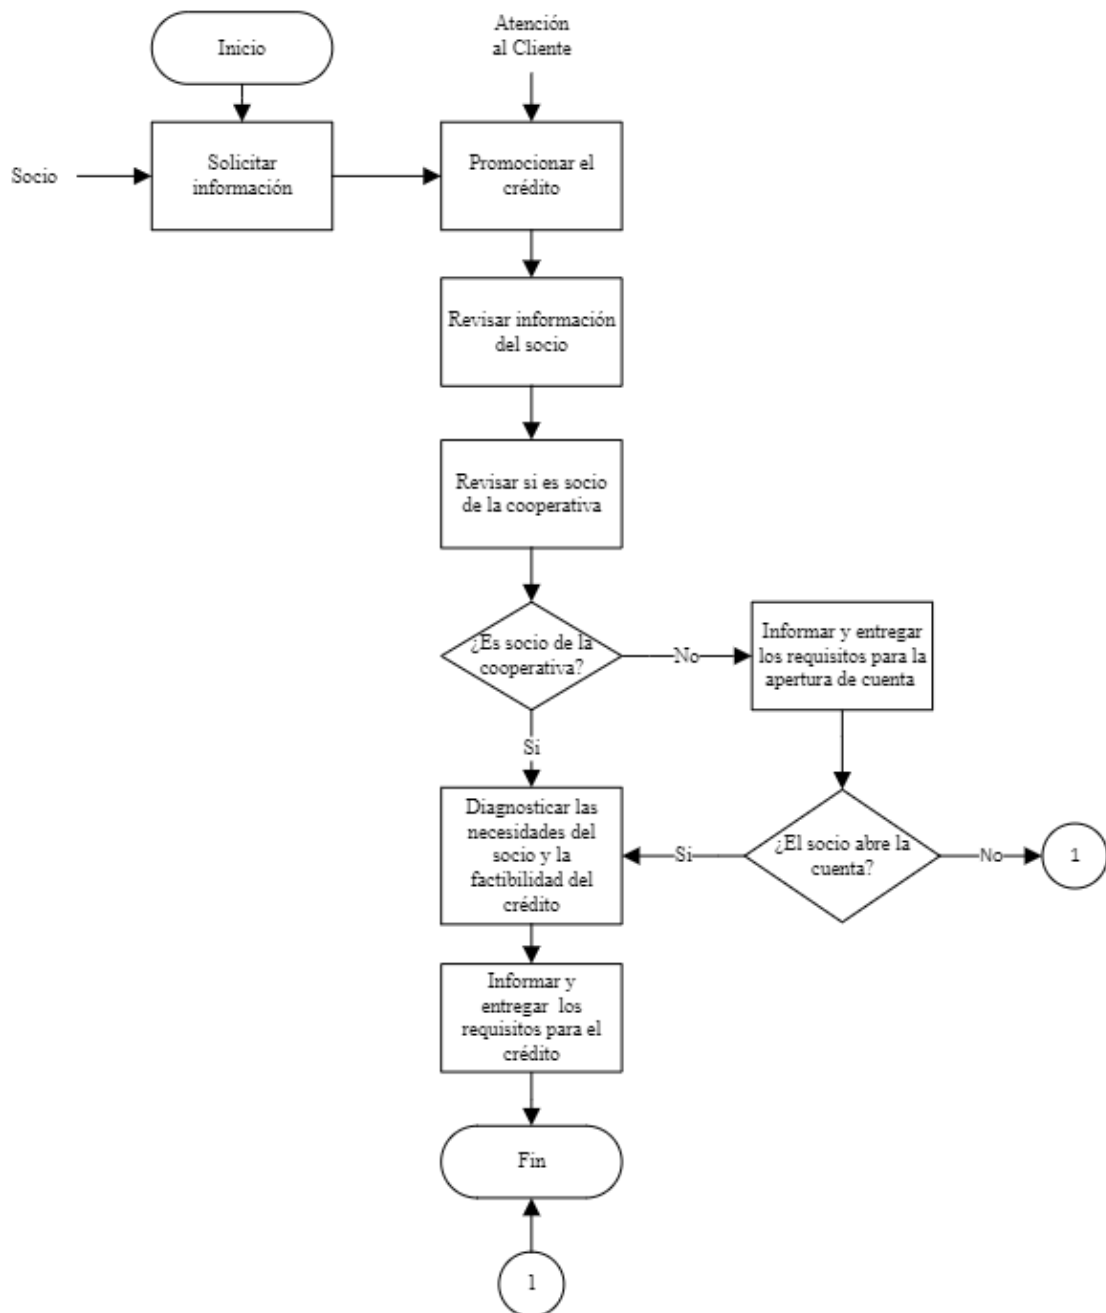 Inicio
Atención
al Cliente
Socio
Solicitar
información
Promocionar el
crédito
Revisar información
del socio
Revisar si es socio
de la cooperativa
¿Es socio de la
cooperativa?
No
Informar y entregar
los requisitos para la
apertura de cuenta
Si
Diagnosticar las
necesidades del
socio y la
factibilidad del
crédito
Si
¿El socio abre la
cuenta?
No
1
Informar y
entregar los
requisitos para el
crédito
Fin
1